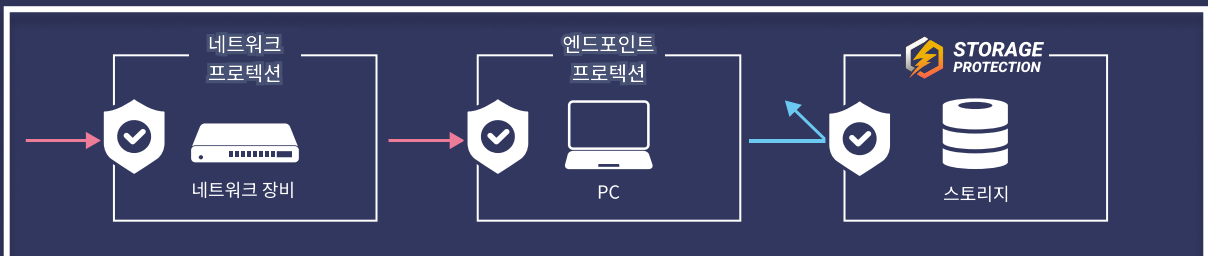 네트워크
프로텍션
네트워크 장비
엔드포인트
프로텍션
PC
STORAGE
PROTECTION
스토리지